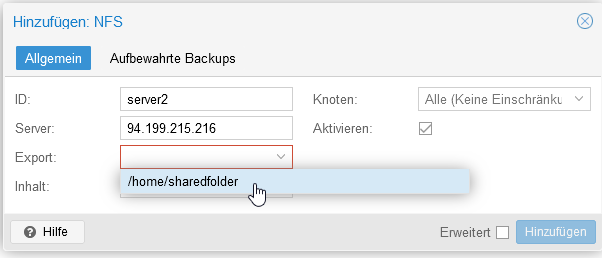 Hinzufügen: NFS
Allgemein Aufbewahrte Backups
ID: server2 Knoten: Alle (Keine Einschränku
Server: 94.199.215.216 Aktivieren:
Export:
/home/sharedfolder
Inhalt:
Hilfe Erweitert Hinzufügen